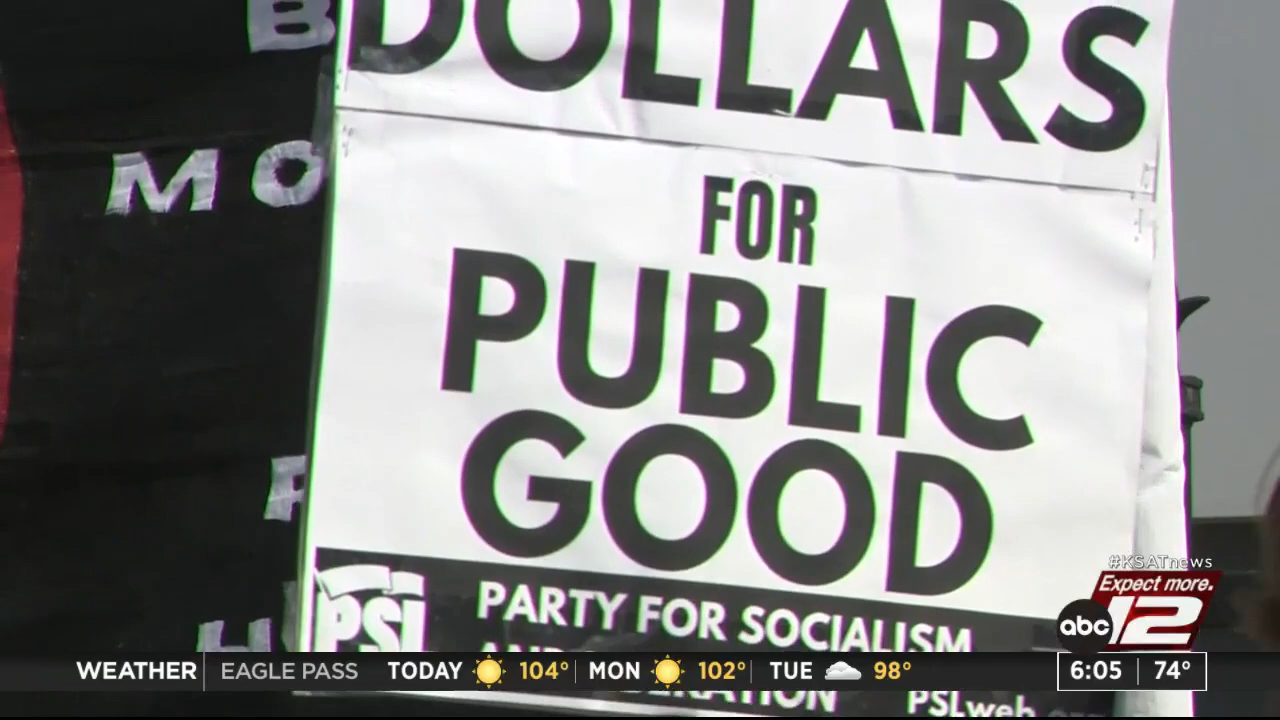 B
DOLLARS
MO
FOR
PUBLIC
GOOD
PSL
PARTY FOR SOCIALISM
PSLweb
#KSATnews
Expect more.
abc 12
WEATHER EAGLE PASS TODAY 104° MON 102° TUE 98° 6:05 74°